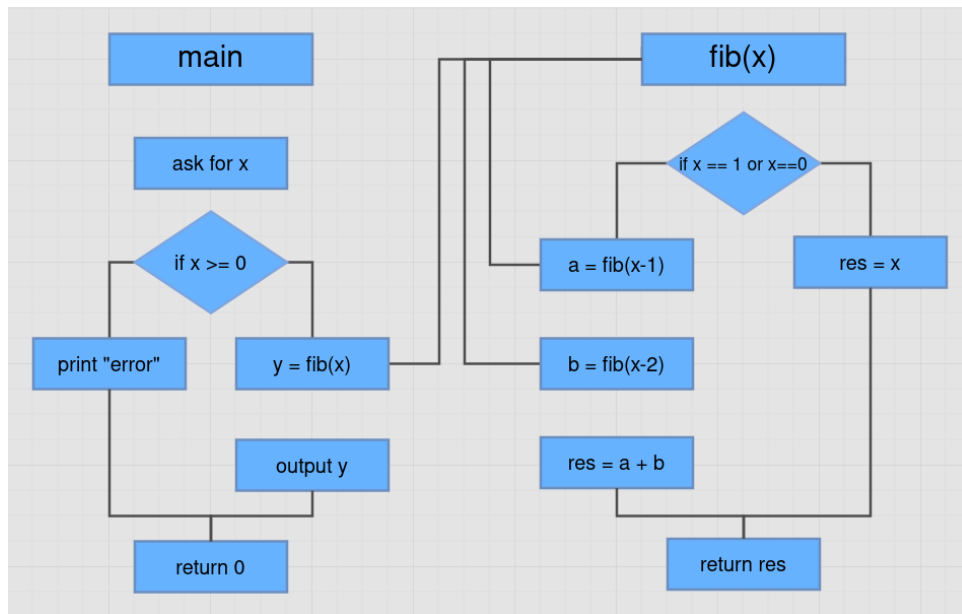 main
ask for x
if x >= 0
print "error"
y = fib(x)
output y
return 0
fib(x)
if x == 1 or x==0
a = fib(x-1)
res = x
b = fib(x-2)
res = a + b
return res